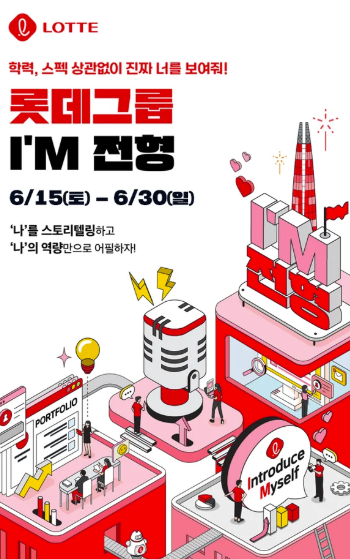 LOTTE
학력, 스펙 상관없이 진짜 너를 보여줘!
롯데그룹
I'M 전형
6/15(토) – 6/30(일)
‘나’를 스토리텔링하고
‘나’의 역량만으로 어필하자!
I'M
전형
PORTFOLIO
Introduce
Myself